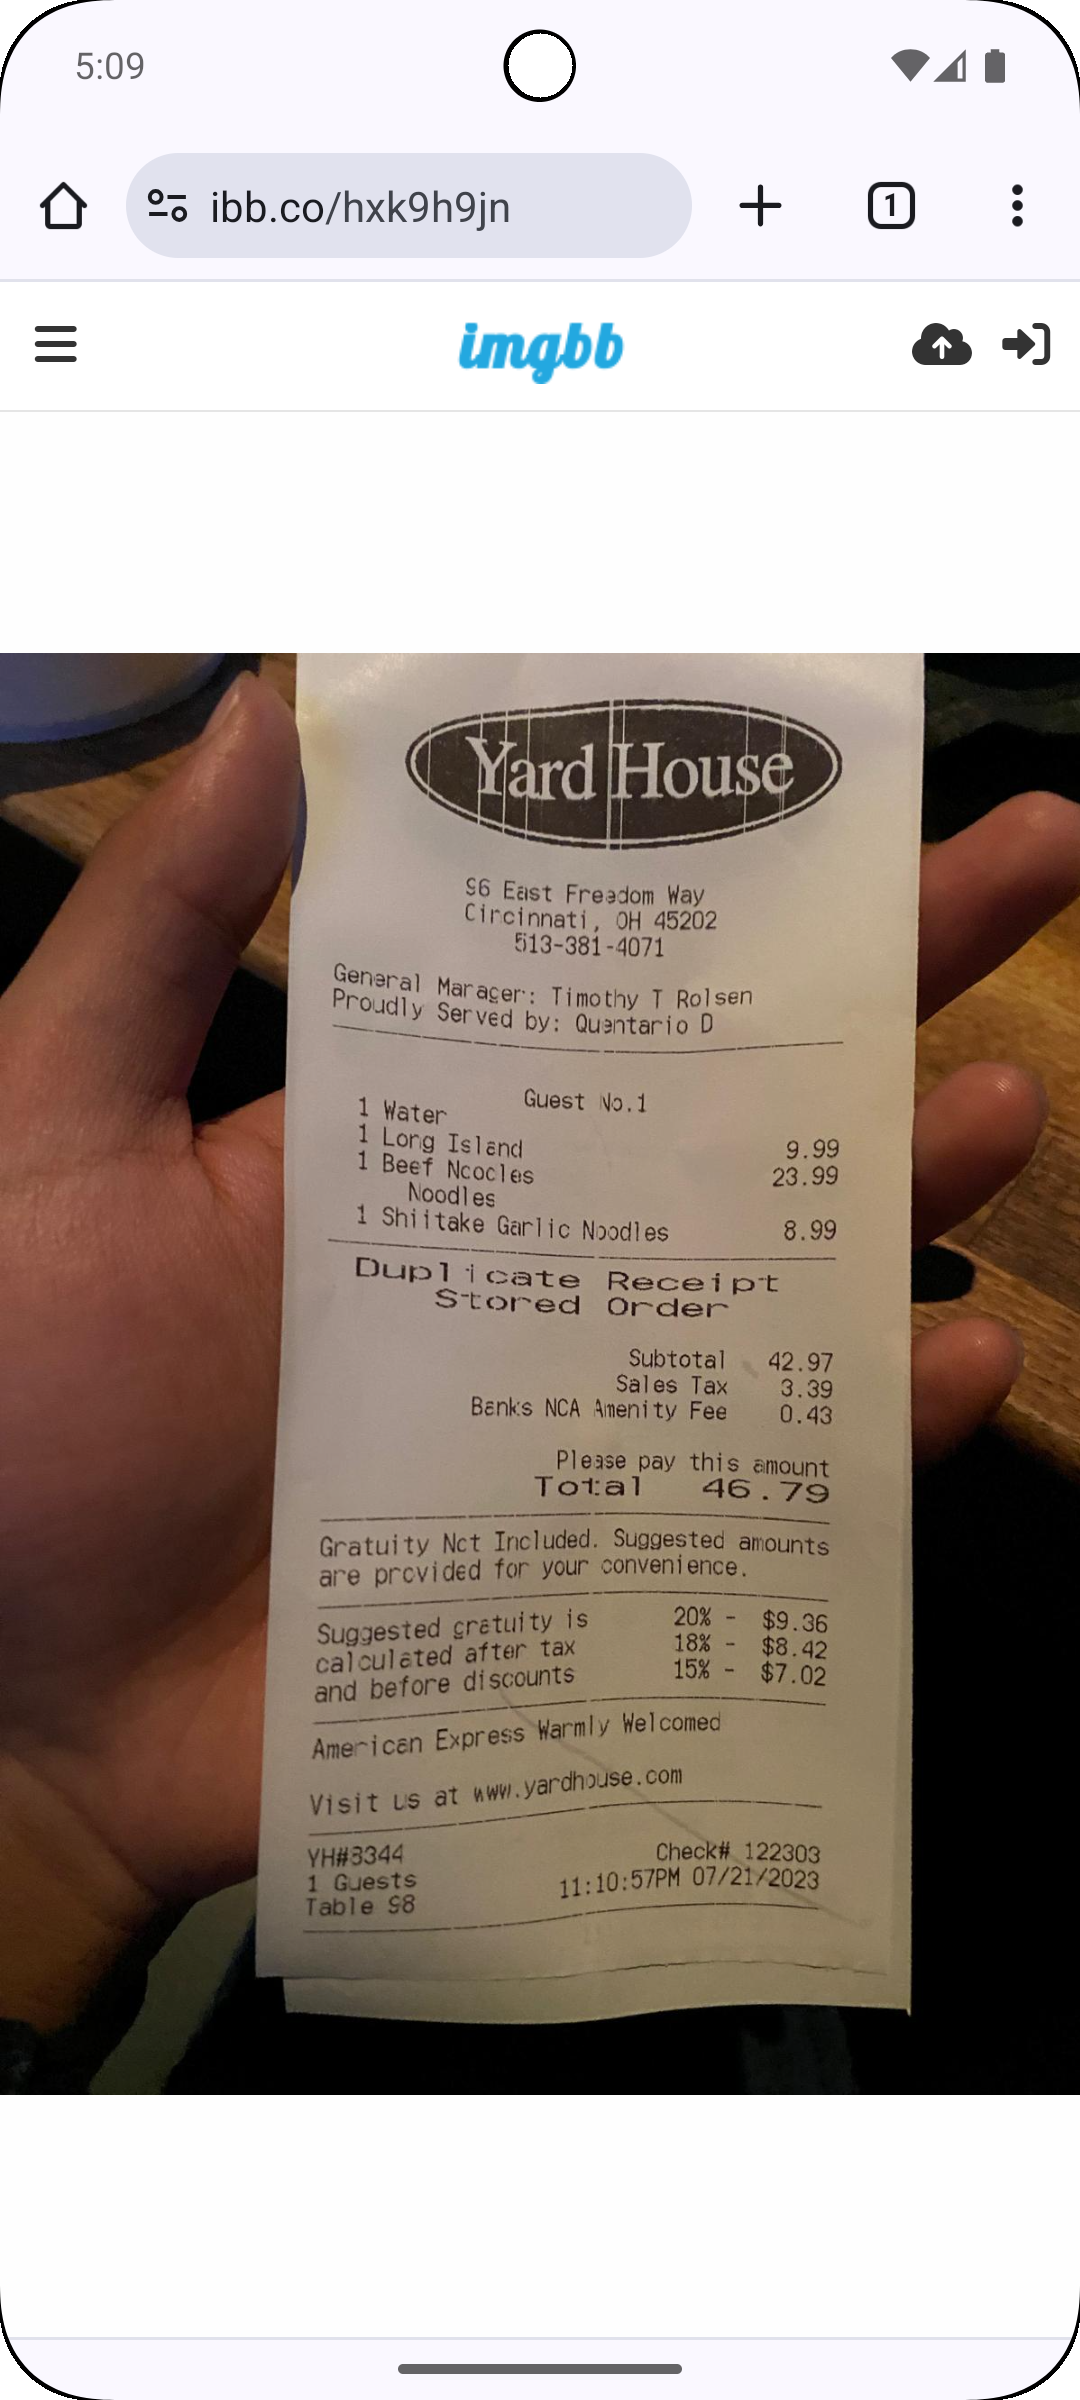 5:09
ibb.co/hxk9h9jn
1
imgbb
Yard House
96 East Freedom Way
Cincinnati, OH 45202
513-381-4071
General Manager: Timothy T Rolsen
Proudly Served by: Quentario D
Guest No.1
1 Water
1 Long Island 9.99
1 Beef Noodles 23.99
Noodles
1 Shiitake Garlic Noodles 8.99
Duplicate Receipt
Stored Order
Subtotal 42.97
Sales Tax 3.39
Banks NCA Amenity Fee 0.43
Please pay this amount
Total 46.79
Gratuity Not Included. Suggested amounts
are provided for your convenience.
Suggested gratuity is 20% - $9.36
calculated after tax 18% - $8.42
and before discounts 15% - $7.02
American Express Warmly Welcomed
Visit us at www.yardhouse.com
YH#8344 Check# 122303
1 Guests 11:10:57PM 07/21/2023
Table 98